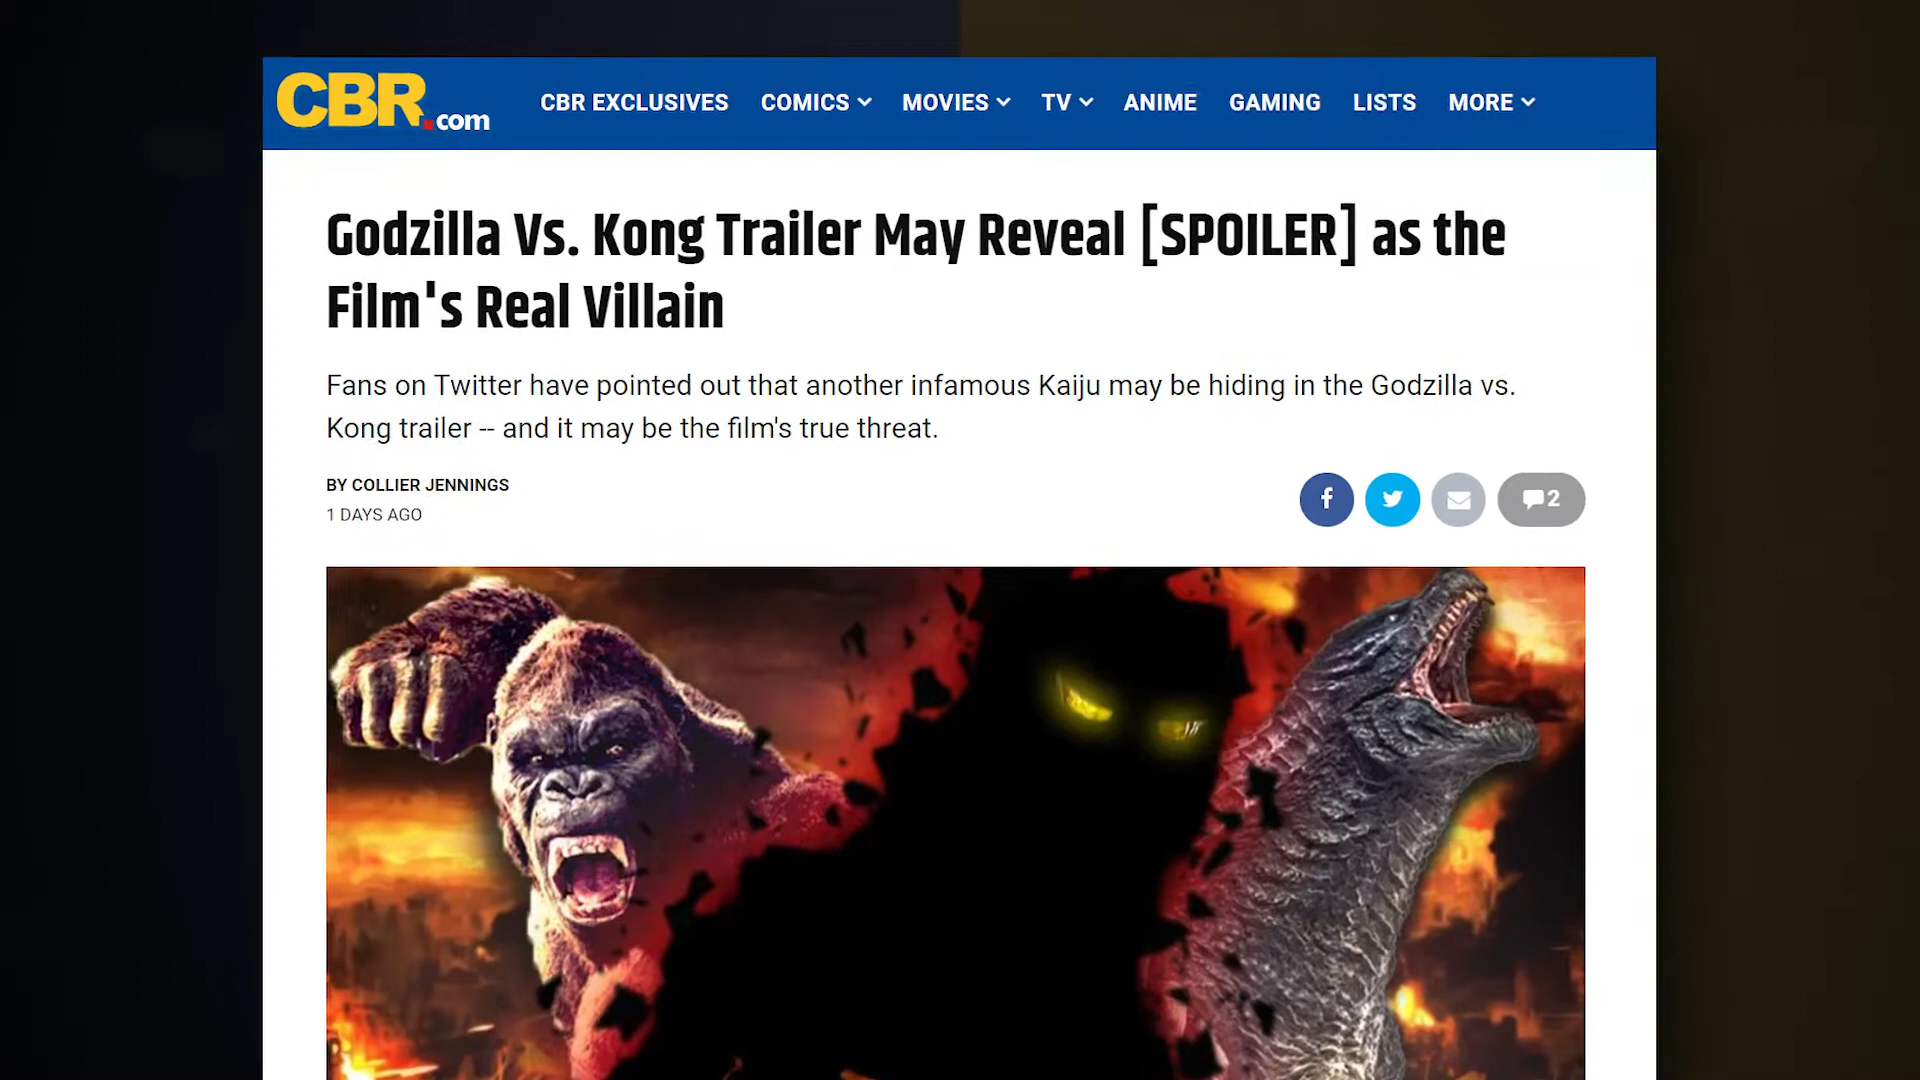 CBR.com
CBR EXCLUSIVES COMICS MOVIES TV ANIME GAMING LISTS MORE
Godzilla Vs. Kong Trailer May Reveal [SPOILER] as the
Film's Real Villain
Fans on Twitter have pointed out that another infamous Kaiju may be hiding in the Godzilla vs.
Kong trailer -- and it may be the film's true threat.
BY COLLIER JENNINGS
1 DAYS AGO
2